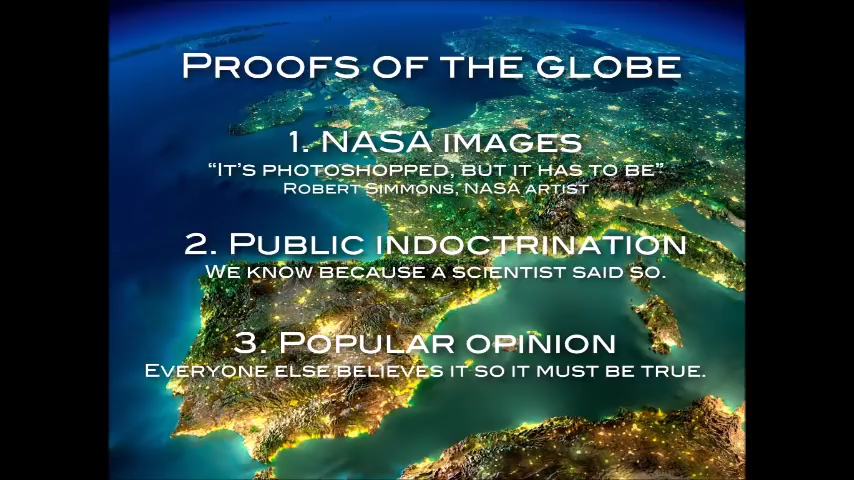 PROOFS OF THE GLOBE
1. NASA IMAGES
"IT'S PHOTOSHOPPED, BUT IT HAS TO BE"
ROBERT SIMMONS, NASA ARTIST
2. PUBLIC INDOCTRINATION
WE KNOW BECAUSE A SCIENTIST SAID SO.
3. POPULAR OPINION
EVERYONE ELSE BELIEVES IT SO IT MUST BE TRUE.